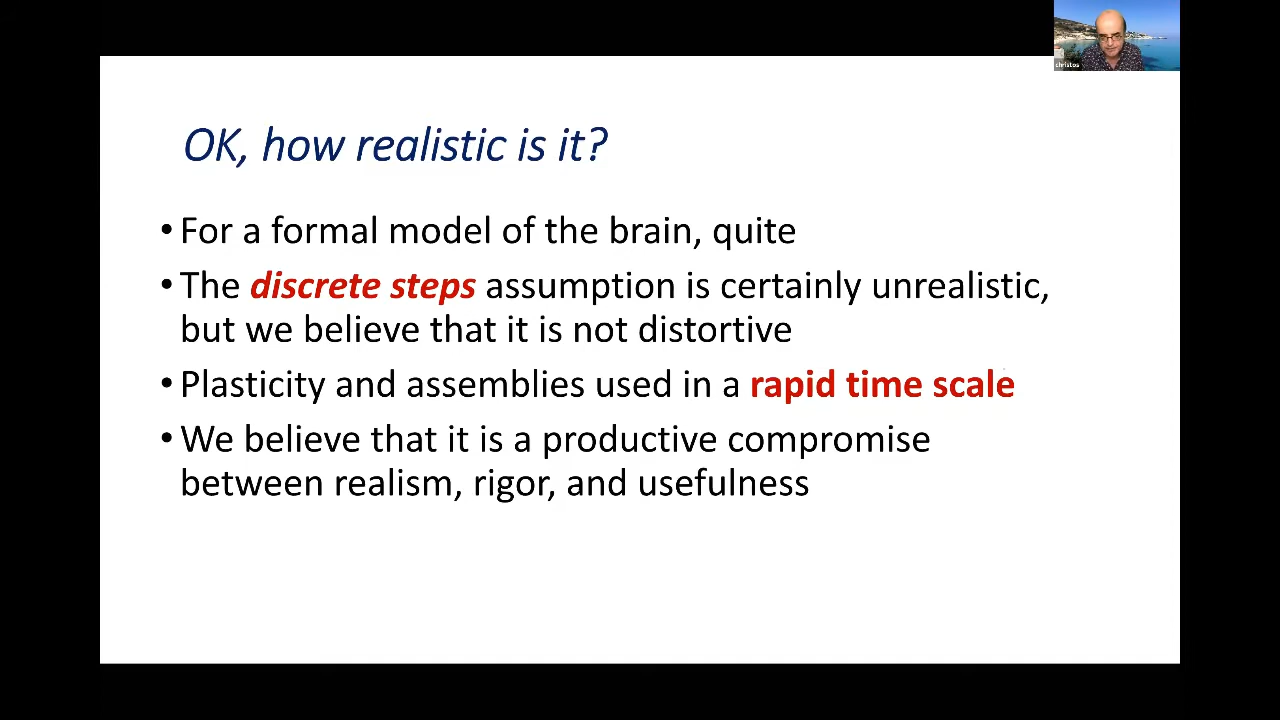 christos
OK, how realistic is it?
• For a formal model of the brain, quite
• The discrete steps assumption is certainly unrealistic,
but we believe that it is not distortive
• Plasticity and assemblies used in a rapid time scale
• We believe that it is a productive compromise
between realism, rigor, and usefulness